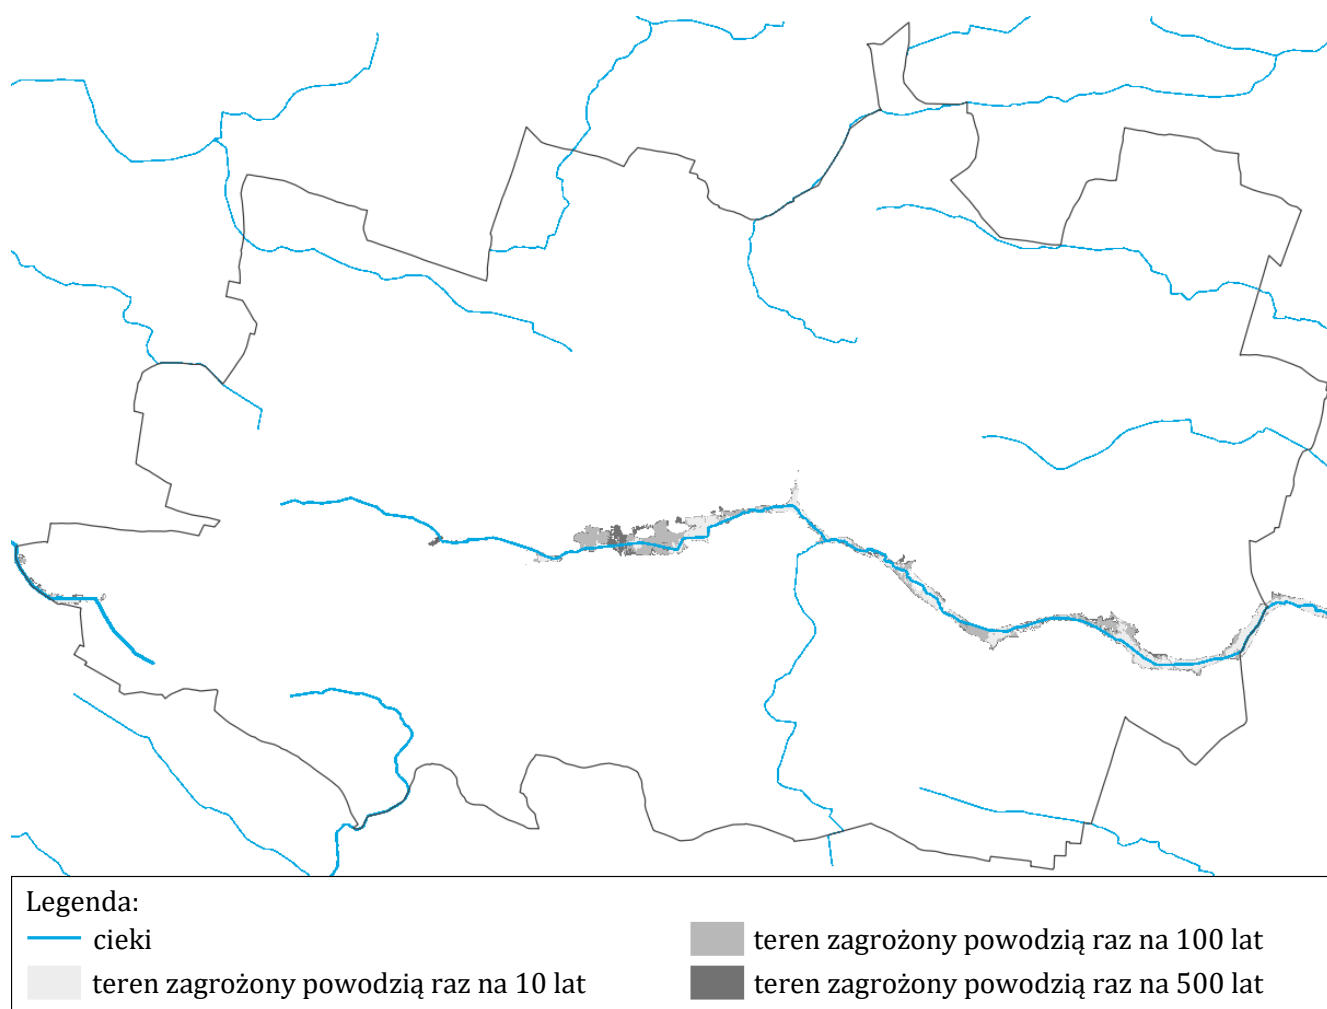 Legenda:
cieki
teren zagrożony powodzią raz na 10 lat
teren zagrożony powodzią raz na 100 lat
teren zagrożony powodzią raz na 500 lat